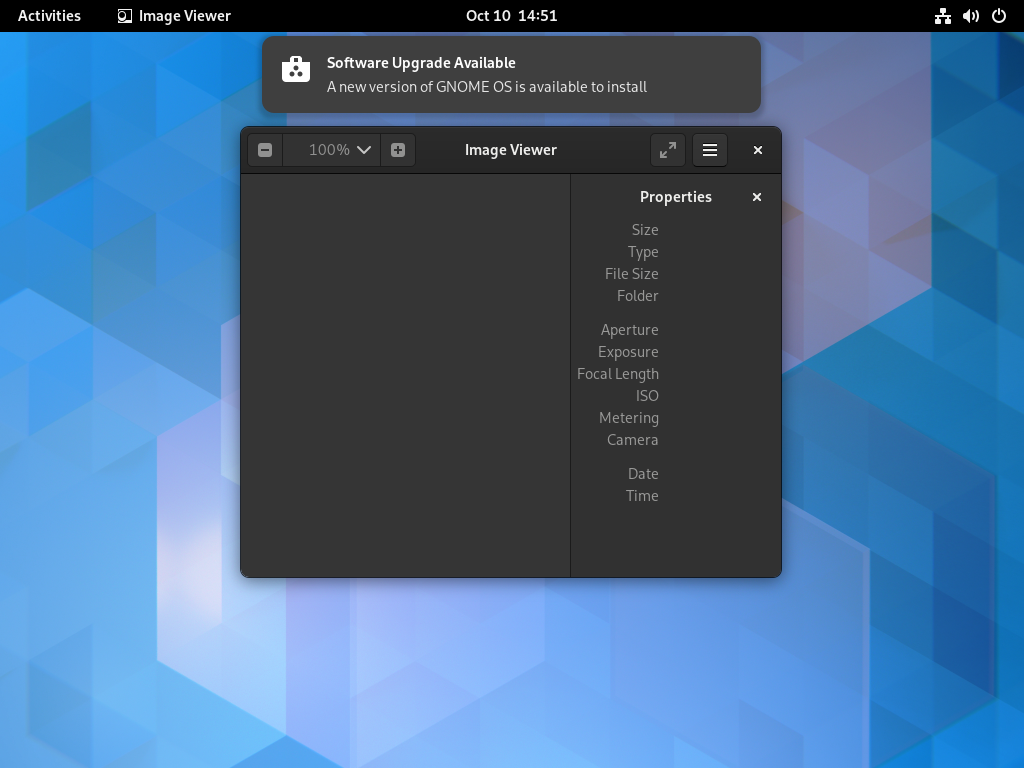 Activities Image Viewer Oct 10 14:51
Software Upgrade Available
A new version of GNOME OS is available to install
100% Image Viewer
Properties
Size
Type
File Size
Folder
Aperture
Exposure
Focal Length
ISO
Metering
Camera
Date
Time